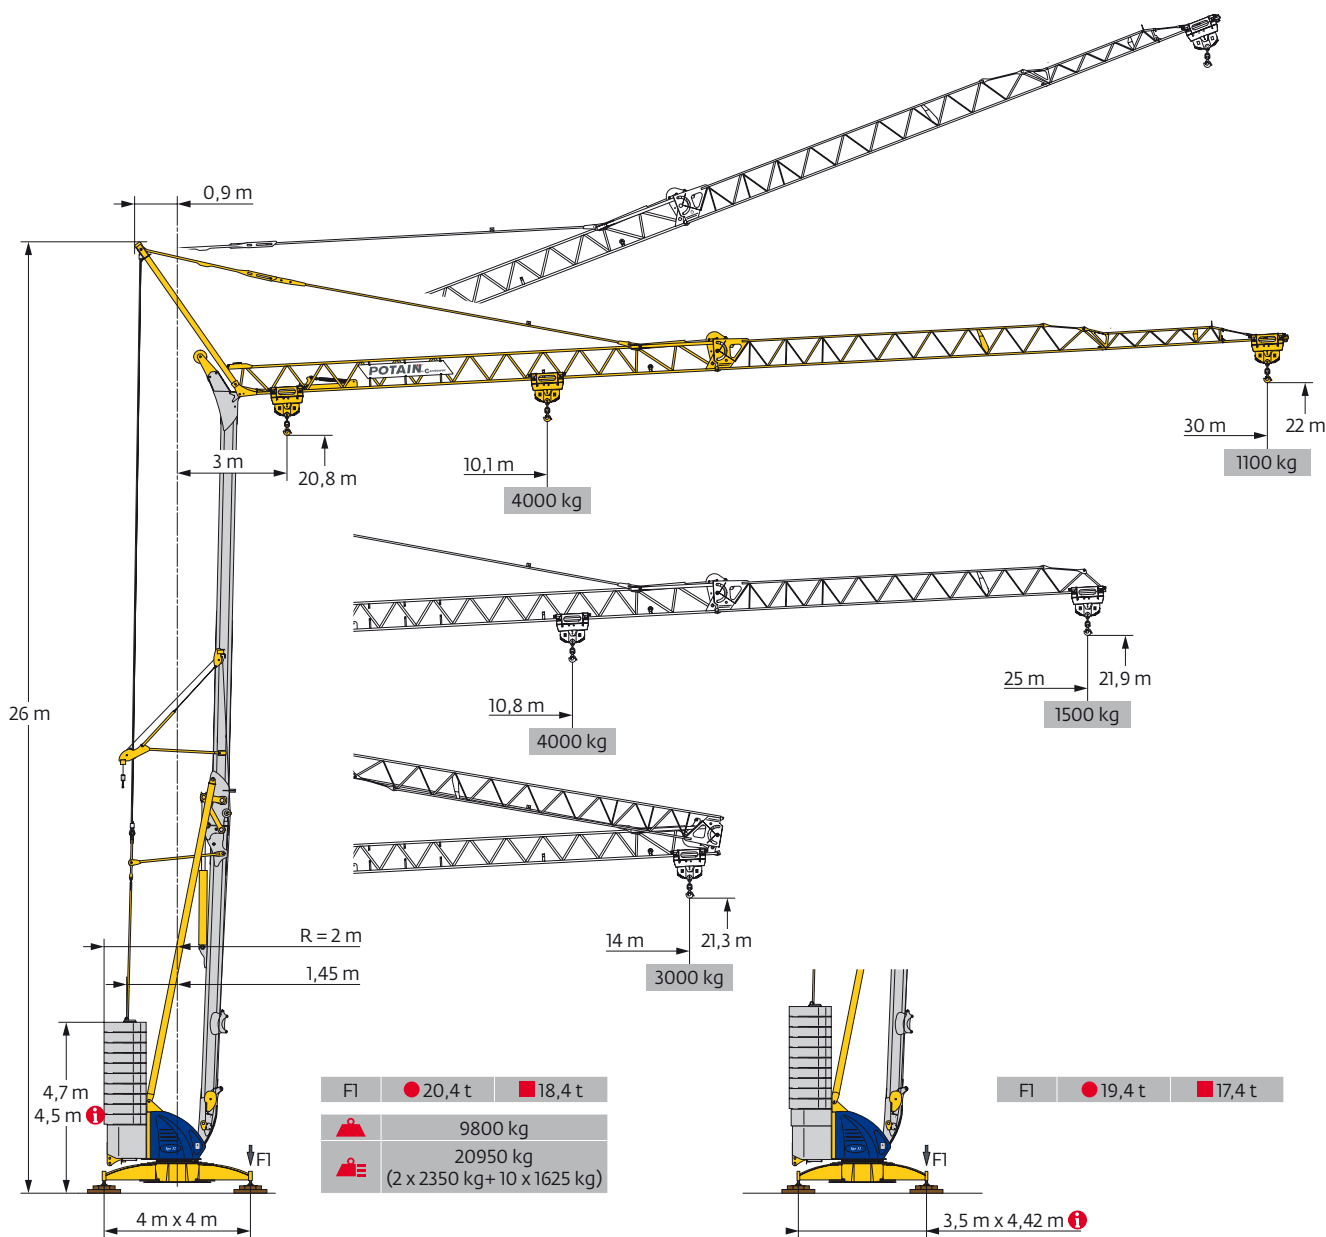 0,9 m
POTAIN
3 m
20,8 m
10,1 m
4000 kg
30 m
22 m
1100 kg
26 m
10,8 m
4000 kg
25 m
21,9 m
1500 kg
R = 2 m
1,45 m
14 m
21,3 m
3000 kg
4,7 m
4,5 m i
F1 20,4 t 18,4 t
9800 kg
20950 kg
(2 x 2350 kg+ 10 x 1625 kg)
F1
4 m x 4 m
F1 19,4 t 17,4 t
F1
3,5 m x 4,42 m i